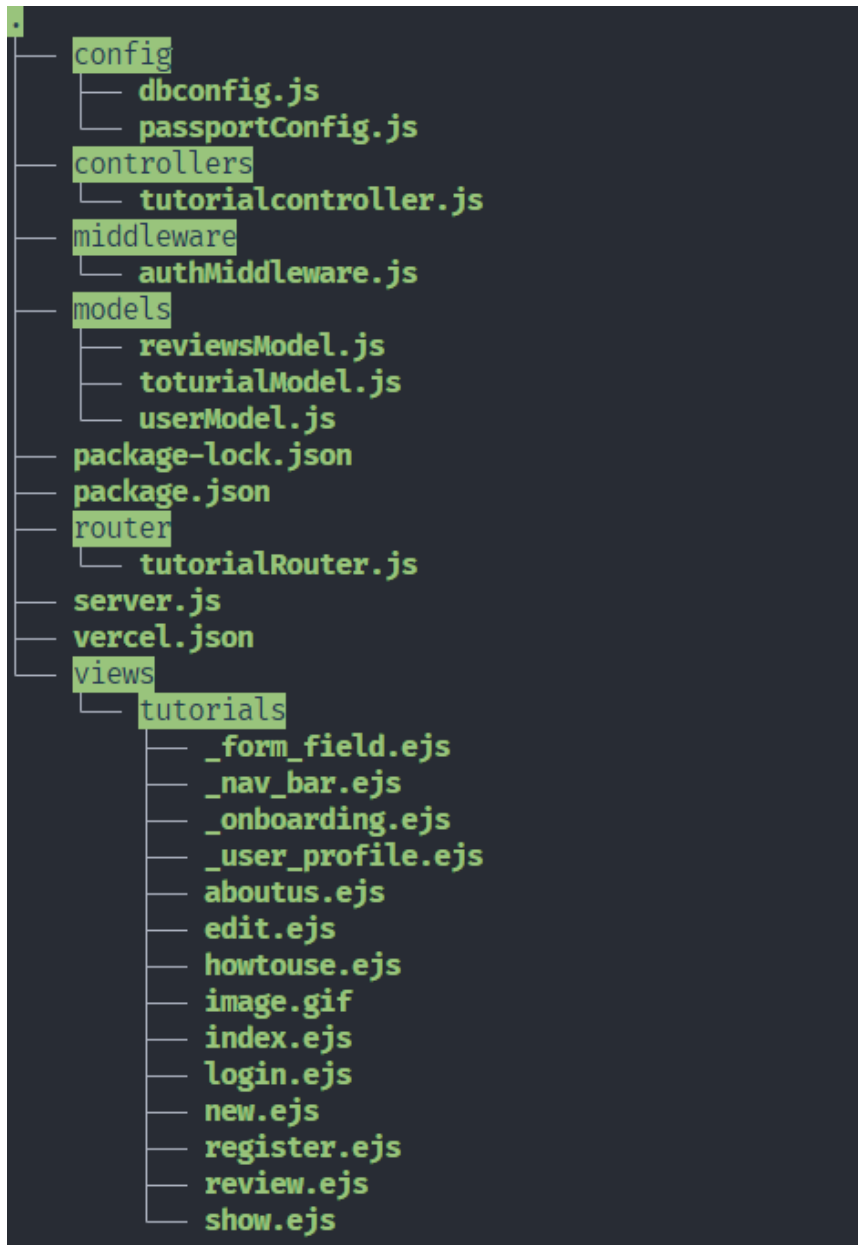 .
├── config
│   ├── dbconfig.js
│   └── passportConfig.js
├── controllers
│   └── tutorialcontroller.js
├── middleware
│   └── authMiddleware.js
├── models
│   ├── reviewsModel.js
│   ├── toturialModel.js
│   └── userModel.js
├── package-lock.json
├── package.json
├── router
│   └── tutorialRouter.js
├── server.js
├── vercel.json
└── views
    └── tutorials
        ├── _form_field.ejs
        ├── _nav_bar.ejs
        ├── _onboarding.ejs
        ├── _user_profile.ejs
        ├── aboutus.ejs
        ├── edit.ejs
        ├── howtouse.ejs
        ├── image.gif
        ├── index.ejs
        ├── login.ejs
        ├── new.ejs
        ├── register.ejs
        ├── review.ejs
        └── show.ejs